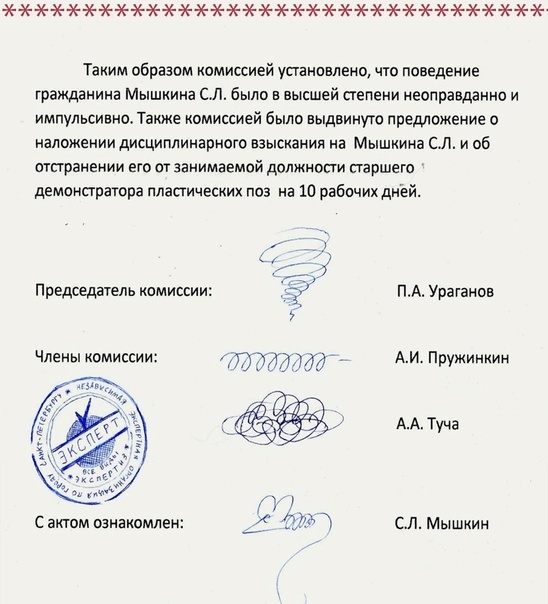 Таким образом комиссией установлено, что поведение
гражданина Мышкина С.Л. было в высшей степени неоправданно и
импульсивно. Также комиссией было выдвинуто предложение о
наложении дисциплинарного взыскания на Мышкина С.Л. и об
отстранении его от занимаемой должности старшего
демонстратора пластических поз на 10 рабочих дней.
Председатель комиссии:
П.А. Ураганов
Члены комиссии:
А.И. Пружинкин
А.А. Туча
НЕЗАВИСИМАЯ ЭКСПЕРТНАЯ ОРГАНИЗАЦИЯ ПО ГОРОДУ САНКТ-ПЕТЕРБУРГУ
ЭКСПЕРТ
ВСЕ ВИДЫ
ЭКСПЕРТИЗ
С актом ознакомлен:
С.Л. Мышкин